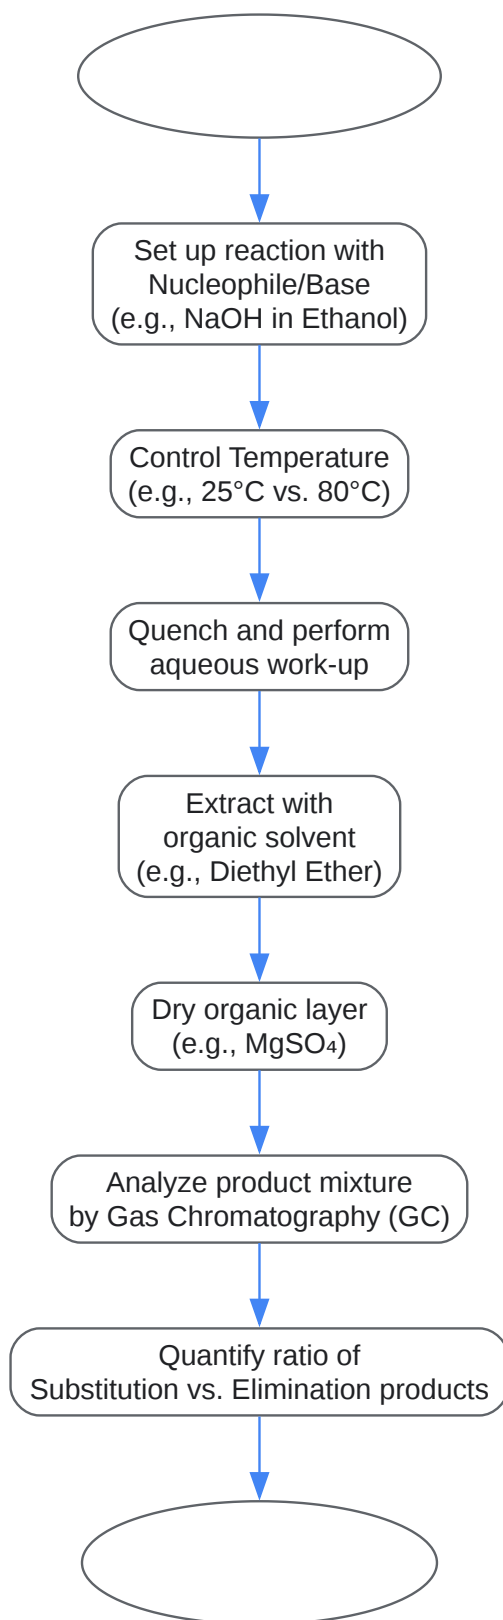 Set up reaction with
Nucleophile/Base
(e.g., NaOH in Ethanol)
Control Temperature
(e.g., 25°C vs. 80°C)
Quench and perform
aqueous work-up
Extract with
organic solvent
(e.g., Diethyl Ether)
Dry organic layer
(e.g., MgSO₄)
Analyze product mixture
by Gas Chromatography (GC)
Quantify ratio of
Substitution vs. Elimination products